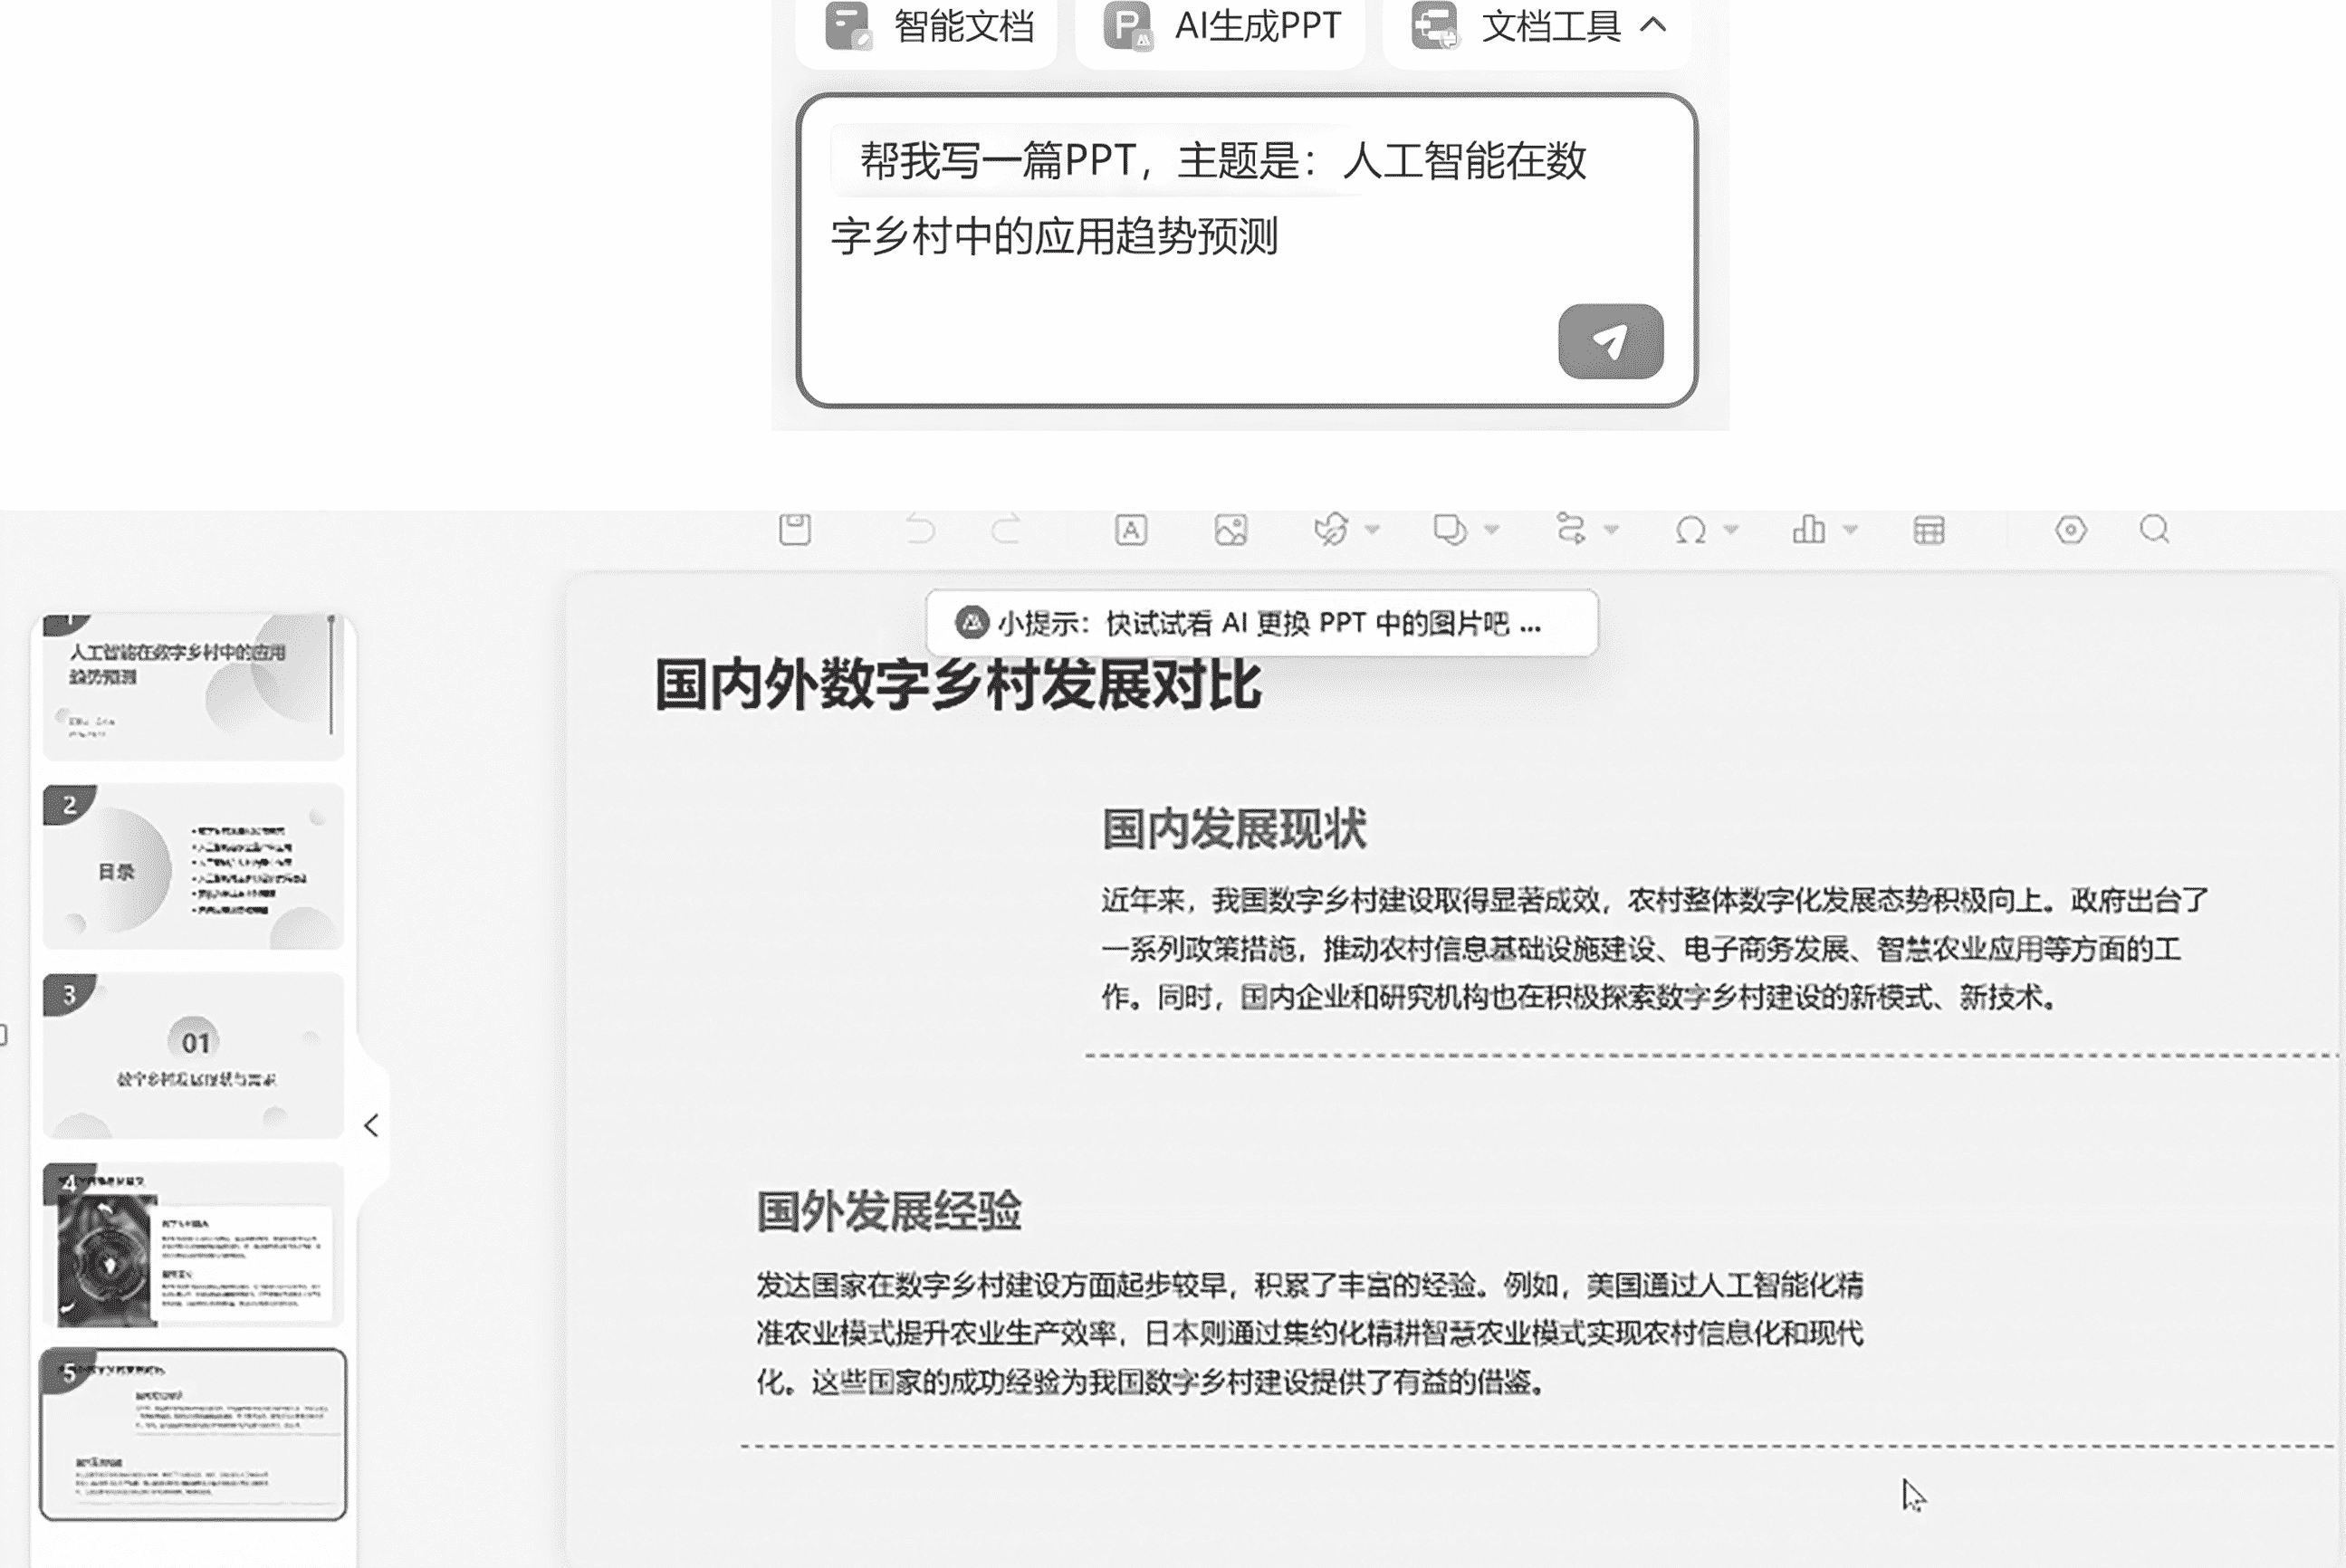 智能文档
AI生成PPT
文档工具
帮我写一篇PPT，主题是：人工智能在数
字乡村中的应用趋势预测
小提示：快试试看 AI 更换 PPT 中的图片吧 ...
国内外数字乡村发展对比
国内发展现状
近年来，我国数字乡村建设取得显著成效，农村整体数字化发展态势积极向上。政府出台了
一系列政策措施，推动农村信息基础设施建设、电子商务发展、智慧农业应用等方面的工
作。同时，国内企业和研究机构也在积极探索数字乡村建设的新模式、新技术。
国外发展经验
发达国家在数字乡村建设方面起步较早，积累了丰富的经验。例如，美国通过人工智能化精
准农业模式提升农业生产效率，日本则通过集约化精耕智慧农业模式实现农村信息化和现代
化。这些国家的成功经验为我国数字乡村建设提供了有益的借鉴。
1
人工智能在数字乡村中的应用
趋势预测
2
目录
3
01
数字乡村发展现状与需求
4
5